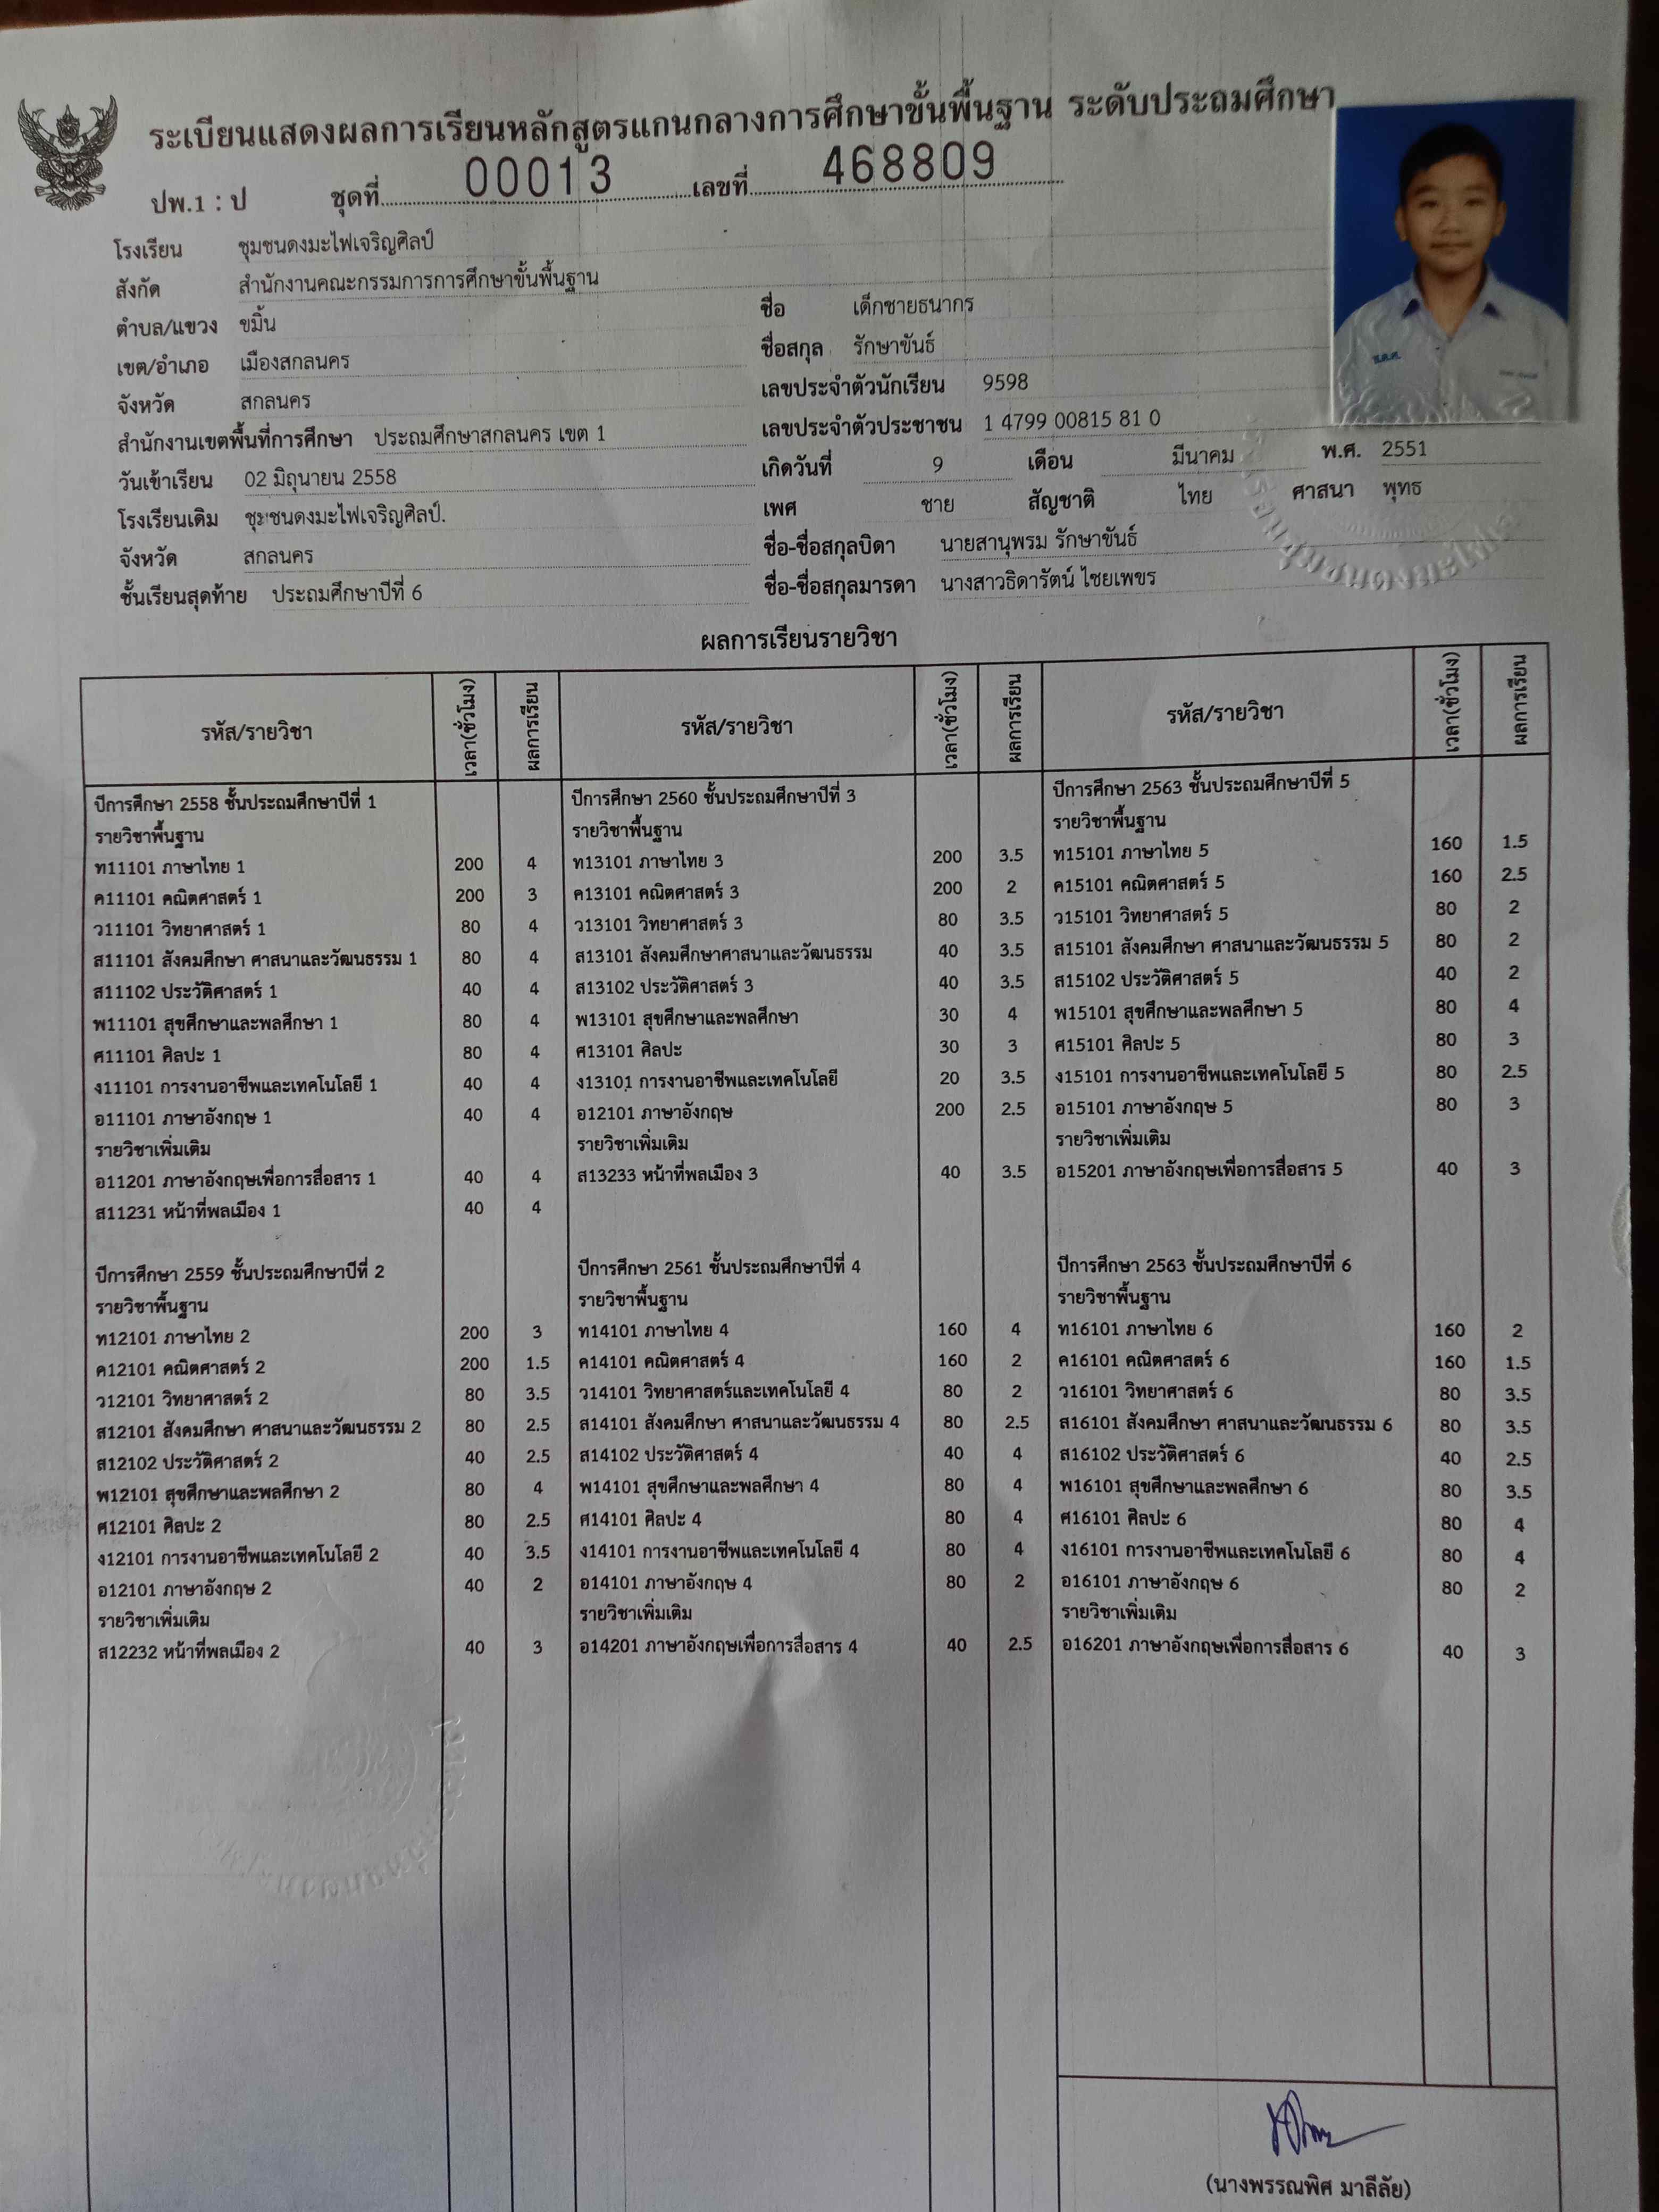 ระเบียนแสดงผลการเรียนหลักสูตรแกนกลางการศึกษาขั้นพื้นฐาน ระดับประถมศึกษา
ปพ.1 : ป ชุดที่ 00013 เลขที่ 468809
โรงเรียน ชุมชนดงมะไฟเจริญศิลป์
สังกัด สำนักงานคณะกรรมการการศึกษาขั้นพื้นฐาน
ตำบล/แขวง ขมิ้น
เขต/อำเภอ เมืองสกลนคร
จังหวัด สกลนคร
สำนักงานเขตพื้นที่การศึกษา ประถมศึกษาสกลนคร เขต 1
วันเข้าเรียน 02 มิถุนายน 2558
โรงเรียนเดิม ชุมชนดงมะไฟเจริญศิลป์.
จังหวัด สกลนคร
ชั้นเรียนสุดท้าย ประถมศึกษาปีที่ 6
ชื่อ เด็กชายธนากร
ชื่อสกุล รักษาขันธ์
เลขประจำตัวนักเรียน 9598
เลขประจำตัวประชาชน 1 4799 00815 81 0
เกิดวันที่ 9 เดือน มีนาคม พ.ศ. 2551
เพศ ชาย สัญชาติ ไทย ศาสนา พุทธ
ชื่อ-ชื่อสกุลบิดา นายสานุพรม รักษาขันธ์
ชื่อ-ชื่อสกุลมารดา นางสาวธิดารัตน์ ไชยเพชร
ผลการเรียนรายวิชา
รหัส/รายวิชา เวลา(ชั่วโมง) ผลการเรียน
ปีการศึกษา 2558 ชั้นประถมศึกษาปีที่ 1
รายวิชาพื้นฐาน
ท11101 ภาษาไทย 1 200 4
ค11101 คณิตศาสตร์ 1 200 3
ว11101 วิทยาศาสตร์ 1 80 4
ส11101 สังคมศึกษา ศาสนาและวัฒนธรรม 1 80 4
ส11102 ประวัติศาสตร์ 1 40 4
พ11101 สุขศึกษาและพลศึกษา 1 80 4
ศ11101 ศิลปะ 1 80 4
ง11101 การงานอาชีพและเทคโนโลยี 1 40 4
อ11101 ภาษาอังกฤษ 1 40 4
รายวิชาเพิ่มเติม
อ11201 ภาษาอังกฤษเพื่อการสื่อสาร 1 40 4
ส11231 หน้าที่พลเมือง 1 40 4
ปีการศึกษา 2559 ชั้นประถมศึกษาปีที่ 2
รายวิชาพื้นฐาน
ท12101 ภาษาไทย 2 200 3
ค12101 คณิตศาสตร์ 2 200 1.5
ว12101 วิทยาศาสตร์ 2 80 3.5
ส12101 สังคมศึกษา ศาสนาและวัฒนธรรม 2 80 2.5
ส12102 ประวัติศาสตร์ 2 40 2.5
พ12101 สุขศึกษาและพลศึกษา 2 80 4
ศ12101 ศิลปะ 2 80 2.5
ง12101 การงานอาชีพและเทคโนโลยี 2 40 3.5
อ12101 ภาษาอังกฤษ 2 40 2
รายวิชาเพิ่มเติม
ส12232 หน้าที่พลเมือง 2 40 3
รหัส/รายวิชา เวลา(ชั่วโมง) ผลการเรียน
ปีการศึกษา 2560 ชั้นประถมศึกษาปีที่ 3
รายวิชาพื้นฐาน
ท13101 ภาษาไทย 3 200 3.5
ค13101 คณิตศาสตร์ 3 200 2
ว13101 วิทยาศาสตร์ 3 80 3.5
ส13101 สังคมศึกษาศาสนาและวัฒนธรรม 40 3.5
ส13102 ประวัติศาสตร์ 3 40 3.5
พ13101 สุขศึกษาและพลศึกษา 30 4
ศ13101 ศิลปะ 30 3
ง13101 การงานอาชีพและเทคโนโลยี 20 3.5
อ12101 ภาษาอังกฤษ 200 2.5
รายวิชาเพิ่มเติม
ส13233 หน้าที่พลเมือง 3 40 3.5
ปีการศึกษา 2561 ชั้นประถมศึกษาปีที่ 4
รายวิชาพื้นฐาน
ท14101 ภาษาไทย 4 160 4
ค14101 คณิตศาสตร์ 4 160 2
ว14101 วิทยาศาสตร์และเทคโนโลยี 4 80 2
ส14101 สังคมศึกษา ศาสนาและวัฒนธรรม 4 80 2.5
ส14102 ประวัติศาสตร์ 4 40 4
พ14101 สุขศึกษาและพลศึกษา 4 80 4
ศ14101 ศิลปะ 4 80 4
ง14101 การงานอาชีพและเทคโนโลยี 4 80 4
อ14101 ภาษาอังกฤษ 4 80 2
รายวิชาเพิ่มเติม
อ14201 ภาษาอังกฤษเพื่อการสื่อสาร 4 40 2.5
รหัส/รายวิชา เวลา(ชั่วโมง) ผลการเรียน
ปีการศึกษา 2563 ชั้นประถมศึกษาปีที่ 5
รายวิชาพื้นฐาน
ท15101 ภาษาไทย 5 160 1.5
ค15101 คณิตศาสตร์ 5 160 2.5
ว15101 วิทยาศาสตร์ 5 80 2
ส15101 สังคมศึกษา ศาสนาและวัฒนธรรม 5 80 2
ส15102 ประวัติศาสตร์ 5 40 2
พ15101 สุขศึกษาและพลศึกษา 5 80 4
ศ15101 ศิลปะ 5 80 3
ง15101 การงานอาชีพและเทคโนโลยี 5 80 2.5
อ15101 ภาษาอังกฤษ 5 80 3
รายวิชาเพิ่มเติม
อ15201 ภาษาอังกฤษเพื่อการสื่อสาร 5 40 3
ปีการศึกษา 2563 ชั้นประถมศึกษาปีที่ 6
รายวิชาพื้นฐาน
ท16101 ภาษาไทย 6 160 2
ค16101 คณิตศาสตร์ 6 160 1.5
ว16101 วิทยาศาสตร์ 6 80 3.5
ส16101 สังคมศึกษา ศาสนาและวัฒนธรรม 6 80 3.5
ส16102 ประวัติศาสตร์ 6 40 2.5
พ16101 สุขศึกษาและพลศึกษา 6 80 3.5
ศ16101 ศิลปะ 6 80 4
ง16101 การงานอาชีพและเทคโนโลยี 6 80 4
อ16101 ภาษาอังกฤษ 6 80 2
รายวิชาเพิ่มเติม
อ16201 ภาษาอังกฤษเพื่อการสื่อสาร 6 40 3
(นางพรรณพิศ มาลีลัย)